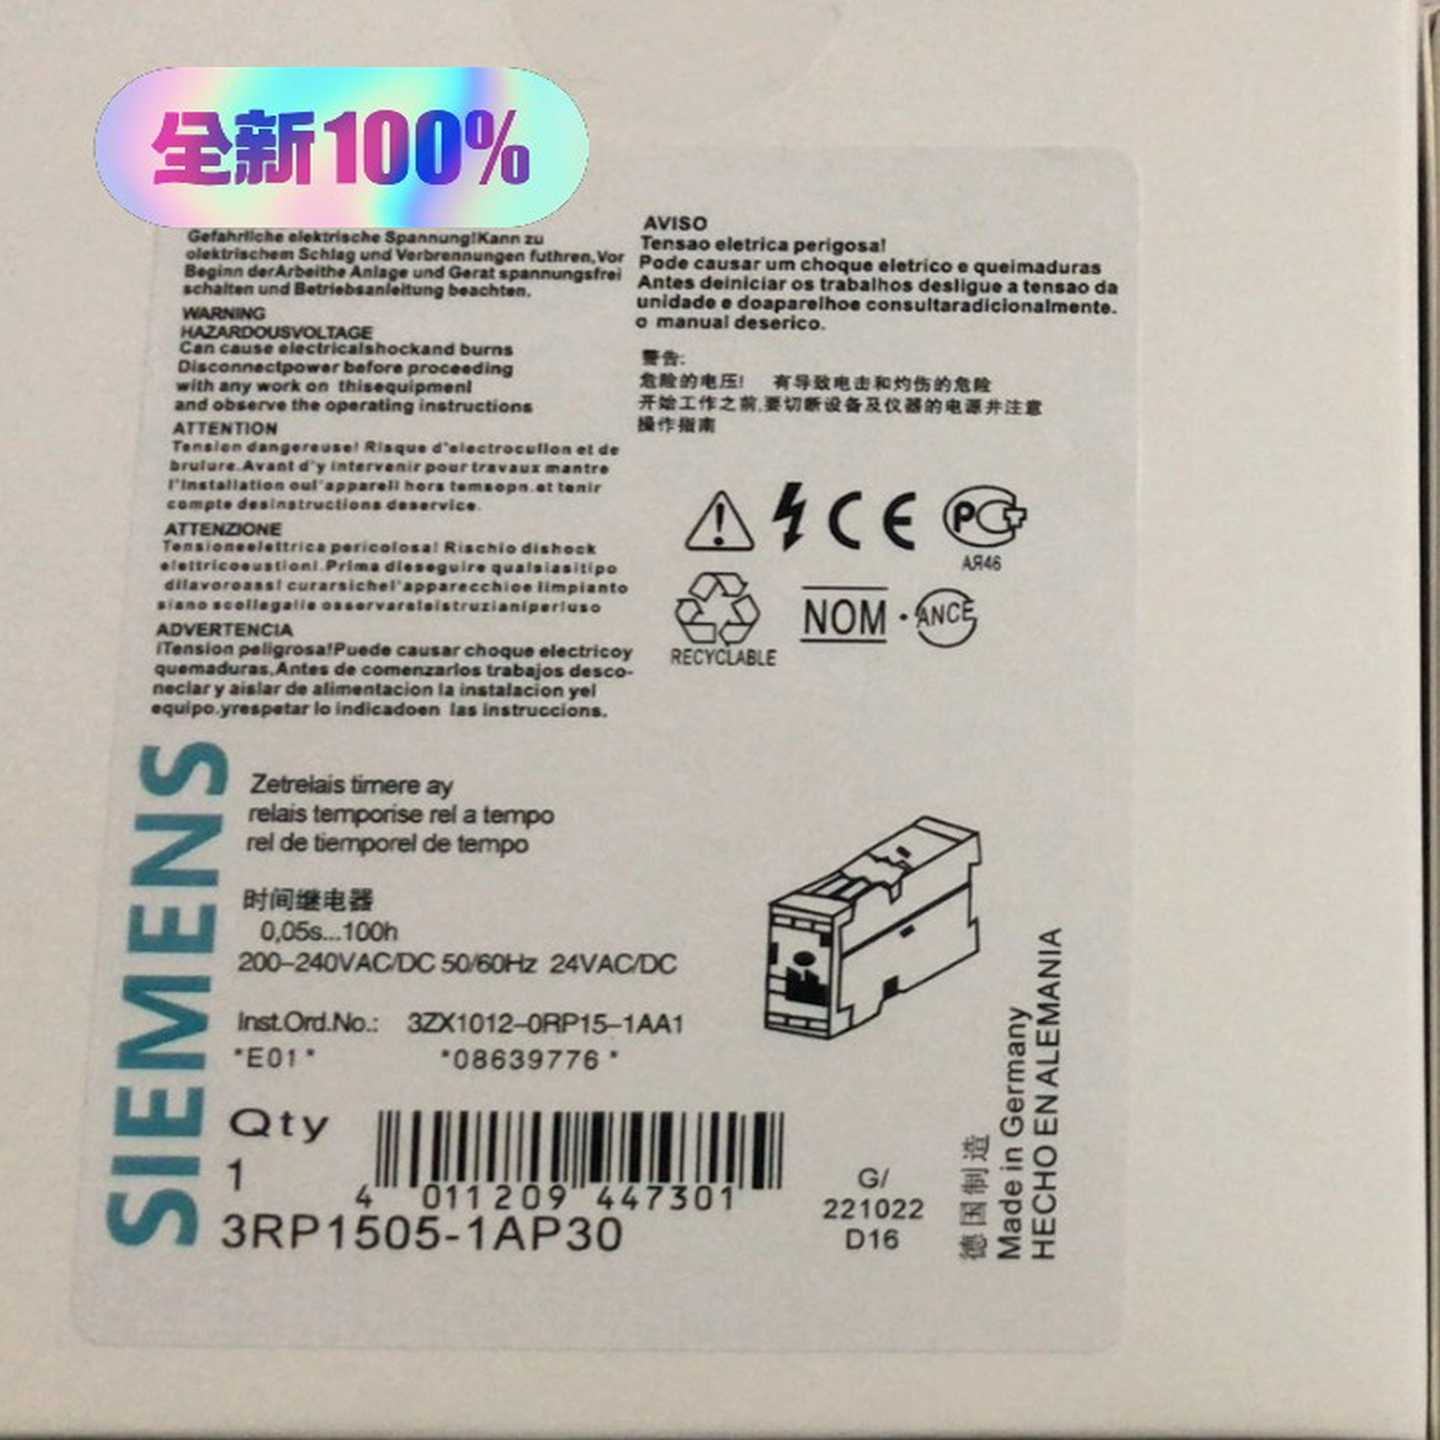 全新100%
Gefahrliche elektrische Spannung!Kann zu
olektrischem Schlag und Verbrennungen futhren,Vor
Beginn derArbeithe Anlage und Gerat spannungsfrei
schalten und Betriebsanleitung beachten.
WARNING
HAZARDOUSVOLTAGE
Can cause electricalshockand burns
Disconnectpower before proceeding
with any work on thisequipmenl
and observe the operating instructions
ATTENTION
Tension dangereuse! Risque d'electrocuflon et de
brulure.Avant d'y intervenir pour travaux mantre
l'Installation oul'appareil hors temsopn.et tenir
compte desinstructions deservice.
ATTENZIONE
Tensioneelettrica pericolosa! Rischio dishock
elettricoeustionl.Prima dieseguire qualsiasitipo
dilavoroassl curarsichel'apparecchioe limpianto
siano scollegalie osservaraleistruzianiperluso
ADVERTENCIA
ITension peligrosa!Puede causar choque electricoy
quemaduras,Antes de comenzarlos trabajos desco-
neclar y aislar de alimentacion la instalacion yel
equipo.yrespetar lo indicadoen las instruccions.
AVISO
Tensao eletrica perigosa!
Pode causar um choque eletrico e queimaduras
Antes deiniciar os trabalhos desligue a tensao da
unidade e doaparelhoe consultaradicionalmente.
o manual deserico.
警告:
危险的电压! 有导致电击和灼伤的危险
开始工作之前,要切断设备及仪器的电源并注意
操作指南
CE
PCT
АЯ46
RECYCLABLE
NOM · ANCE
SIEMENS
Zetrelais timere ay
relais temporise rel a tempo
rel de tiemporel de tempo
时间继电器
0,05s...100h
200–240VAC/DC 50/60Hz 24VAC/DC
Inst.Ord.No.: 3ZX1012–0RP15–1AA1
*E01* *08639776*
Qty
1
4 011209 447301
3RP1505-1AP30
G/
221022
D16
德国制造
Made in Germany
HECHO EN ALEMANIA